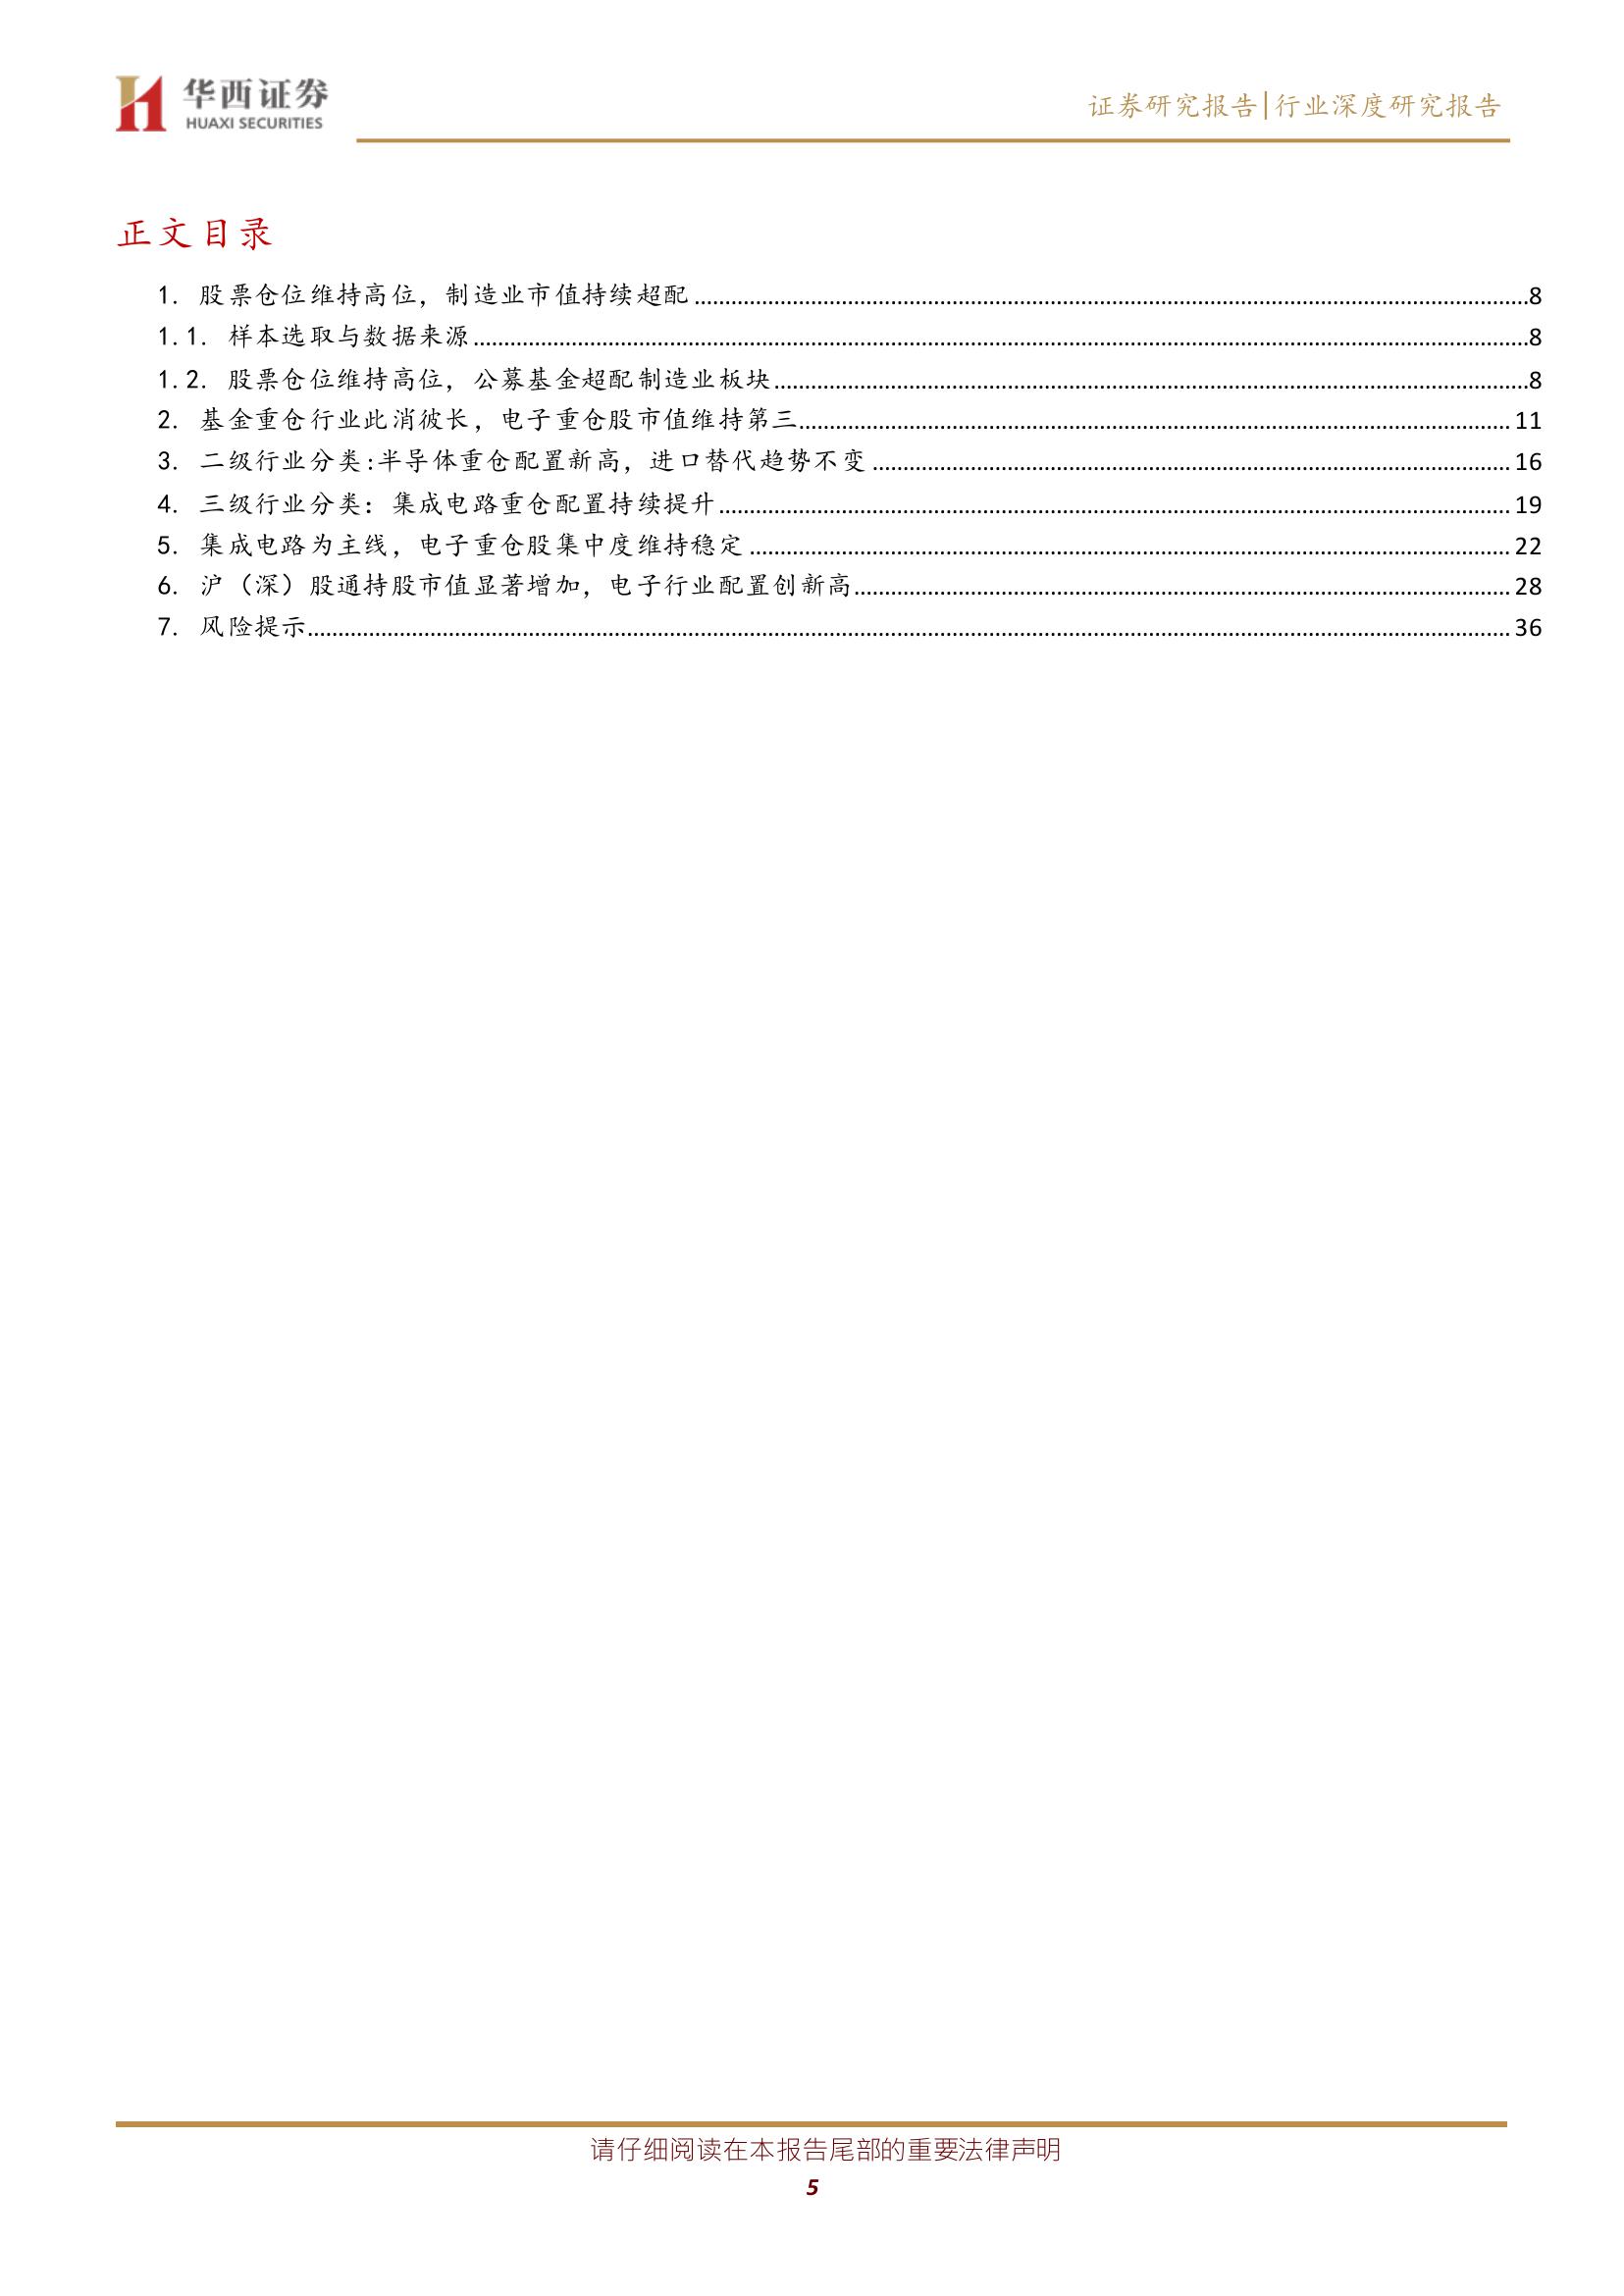 华西证券
HUAXI SECURITIES
证券研究报告|行业深度研究报告
正文目录
1. 股票仓位维持高位，制造业市值持续超配........8
1.1. 样本选取与数据来源........8
1.2. 股票仓位维持高位，公募基金超配制造业板块........8
2. 基金重仓行业此消彼长，电子重仓股市值维持第三........11
3. 二级行业分类:半导体重仓配置新高，进口替代趋势不变........16
4. 三级行业分类：集成电路重仓配置持续提升........19
5. 集成电路为主线，电子重仓股集中度维持稳定........22
6. 沪（深）股通持股市值显著增加，电子行业配置创新高........28
7. 风险提示........36
请仔细阅读在本报告尾部的重要法律声明
5